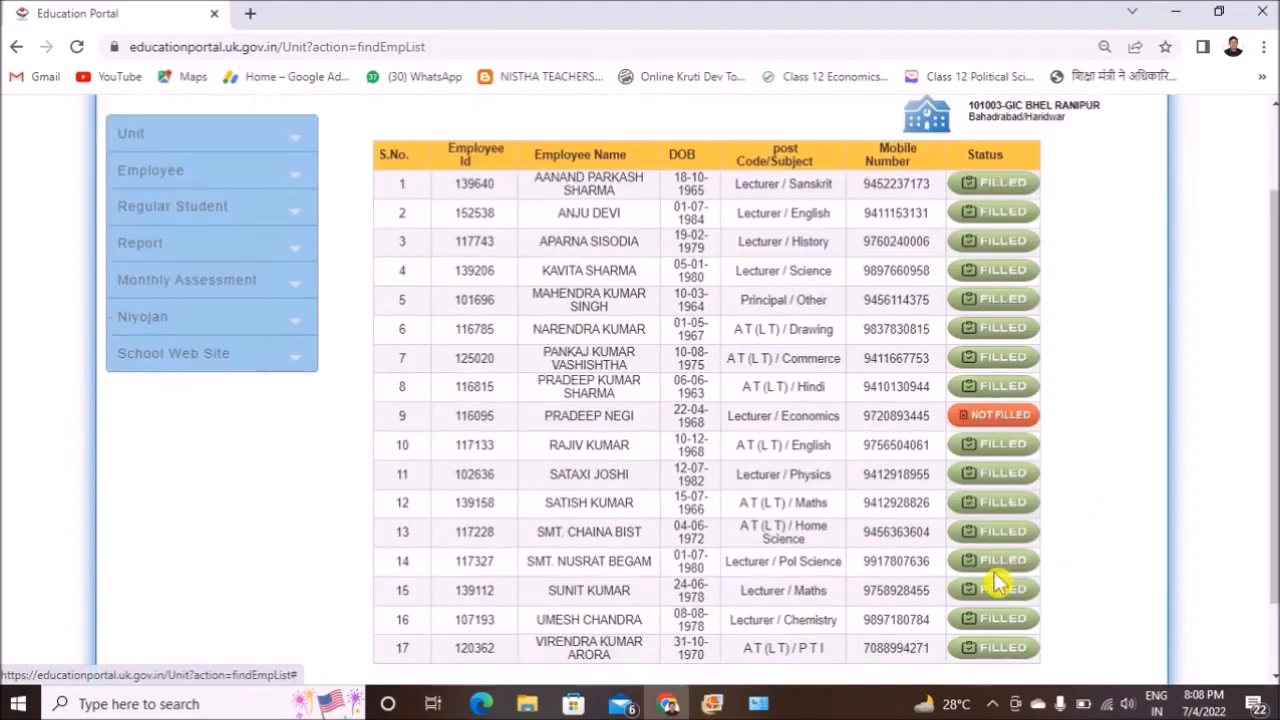 Education Portal
educationportal.uk.gov.in/Unit?action=findEmpList
Gmail YouTube Maps Home – Google Ad... (30) WhatsApp NISTHA TEACHERS... Online Kruti Dev To... Class 12 Economics... Class 12 Political Sci... शिक्षा मंत्री ने अधिकारि... »
101003-GIC BHEL RANIPUR
Bahadrabad/Haridwar
Unit
Employee
Regular Student
Report
Monthly Assessment
Niyojan
School Web Site
S.No. Employee Id Employee Name DOB post Code/Subject Mobile Number Status
1 139640 AANAND PARKASH SHARMA 18-10-1965 Lecturer / Sanskrit 9452237173 FILLED
2 152538 ANJU DEVI 01-07-1984 Lecturer / English 9411153131 FILLED
3 117743 APARNA SISODIA 19-02-1979 Lecturer / History 9760240006 FILLED
4 139206 KAVITA SHARMA 05-01-1980 Lecturer / Science 9897660958 FILLED
5 101696 MAHENDRA KUMAR SINGH 10-03-1964 Principal / Other 9456114375 FILLED
6 116785 NARENDRA KUMAR 01-05-1967 A T (L T) / Drawing 9837830815 FILLED
7 125020 PANKAJ KUMAR VASHISHTHA 10-08-1975 A T (L T) / Commerce 9411667753 FILLED
8 116815 PRADEEP KUMAR SHARMA 06-06-1963 A T (L T) / Hindi 9410130944 FILLED
9 116095 PRADEEP NEGI 22-04-1968 Lecturer / Economics 9720893445 NOT FILLED
10 117133 RAJIV KUMAR 10-12-1968 A T (L T) / English 9756504061 FILLED
11 102636 SATAXI JOSHI 12-07-1982 Lecturer / Physics 9412918955 FILLED
12 139158 SATISH KUMAR 15-07-1966 A T (L T) / Maths 9412928826 FILLED
13 117228 SMT. CHAINA BIST 04-06-1972 A T (L T) / Home Science 9456363604 FILLED
14 117327 SMT. NUSRAT BEGAM 01-07-1980 Lecturer / Pol Science 9917807636 FILLED
15 139112 SUNIT KUMAR 24-06-1978 Lecturer / Maths 9758928455
16 107193 UMESH CHANDRA 08-08-1978 Lecturer / Chemistry 9897180784 FILLED
17 120362 VIRENDRA KUMAR ARORA 31-10-1970 A T (L T) / P T I 7088994271 FILLED
https://educationportal.uk.gov.in/Unit?action=findEmpList#
Type here to search
6
28°C
ENG
IN
8:08 PM
7/4/2022
22